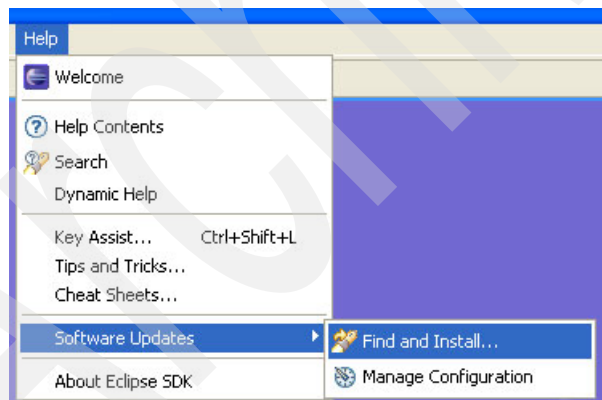 Help
Welcome
Help Contents
Search
Dynamic Help
Key Assist... Ctrl+Shift+L
Tips and Tricks...
Cheat Sheets...
Software Updates
Find and Install...
About Eclipse SDK
Manage Configuration